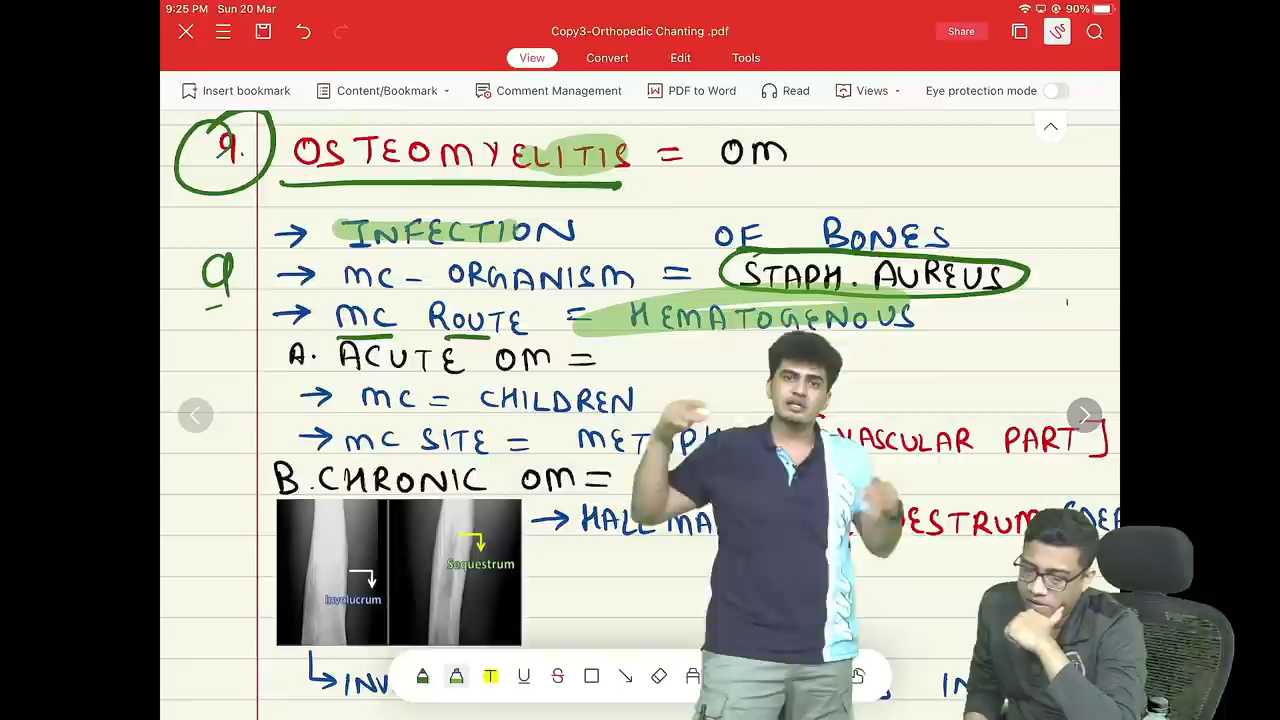 9:25 PM Sun 20 Mar 90%
Copy3-Orthopedic Chanting .pdf
Share
View Convert Edit Tools
Insert bookmark Content/Bookmark Comment Management PDF to Word Read Views Eye protection mode
9. OSTEOMYELITIS = OM
→ INFECTION OF BONES
9 → MC - ORGANISM = STAPH. AUREUS
→ MC ROUTE = HEMATOGENOUS
A. ACUTE OM =
→ MC = CHILDREN
→ MC SITE = METAPH VASCULAR PART]
B. CHRONIC OM =
→ HALLMA
Sequestrum
Involucrum